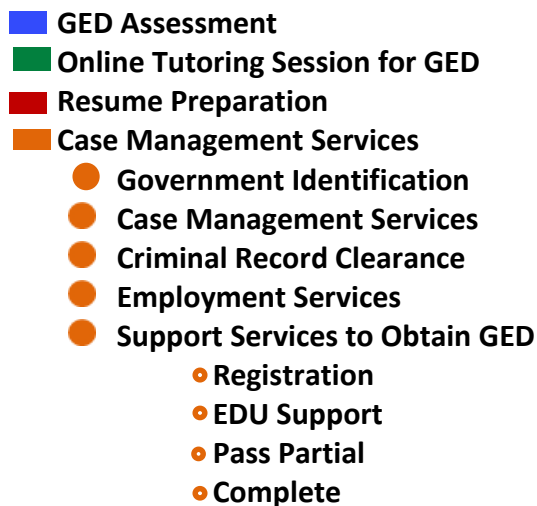 GED Assessment
Online Tutoring Session for GED
Resume Preparation
Case Management Services
Government Identification
Case Management Services
Criminal Record Clearance
Employment Services
Support Services to Obtain GED
Registration
EDU Support
Pass Partial
Complete